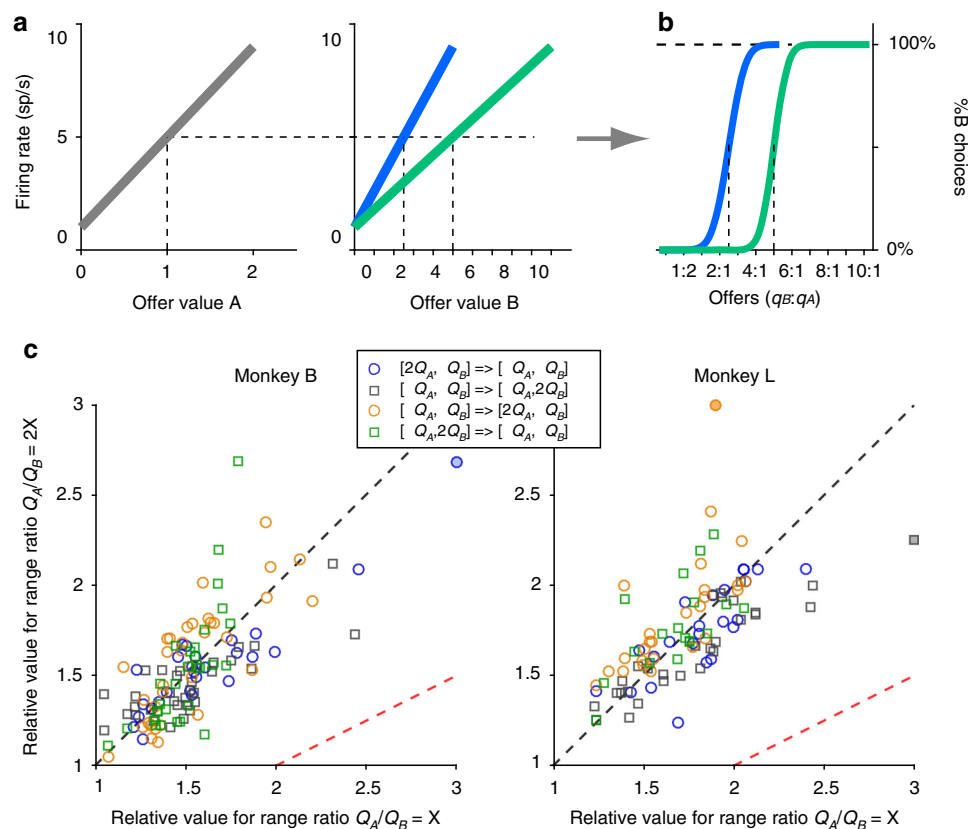 a
b
10
5
0
Firing rate (sp/s)
0 1 2
Offer value A
10
5
0
0 2 4 6 8 10
Offer value B
100%
0%
%B choices
1:2 2:1 4:1 6:1 8:1 10:1
Offers (qB:qA)
c
Monkey B
Monkey L
[2QA, QB] => [ QA, QB]
[ QA, QB] => [ QA,2QB]
[ QA, QB] => [2QA, QB]
[ QA,2QB] => [ QA, QB]
3
2.5
2
1.5
1
Relative value for range ratio QA/QB = 2X
1 1.5 2 2.5 3
Relative value for range ratio QA/QB = X
3
2.5
2
1.5
1
1 1.5 2 2.5 3
Relative value for range ratio QA/QB = X